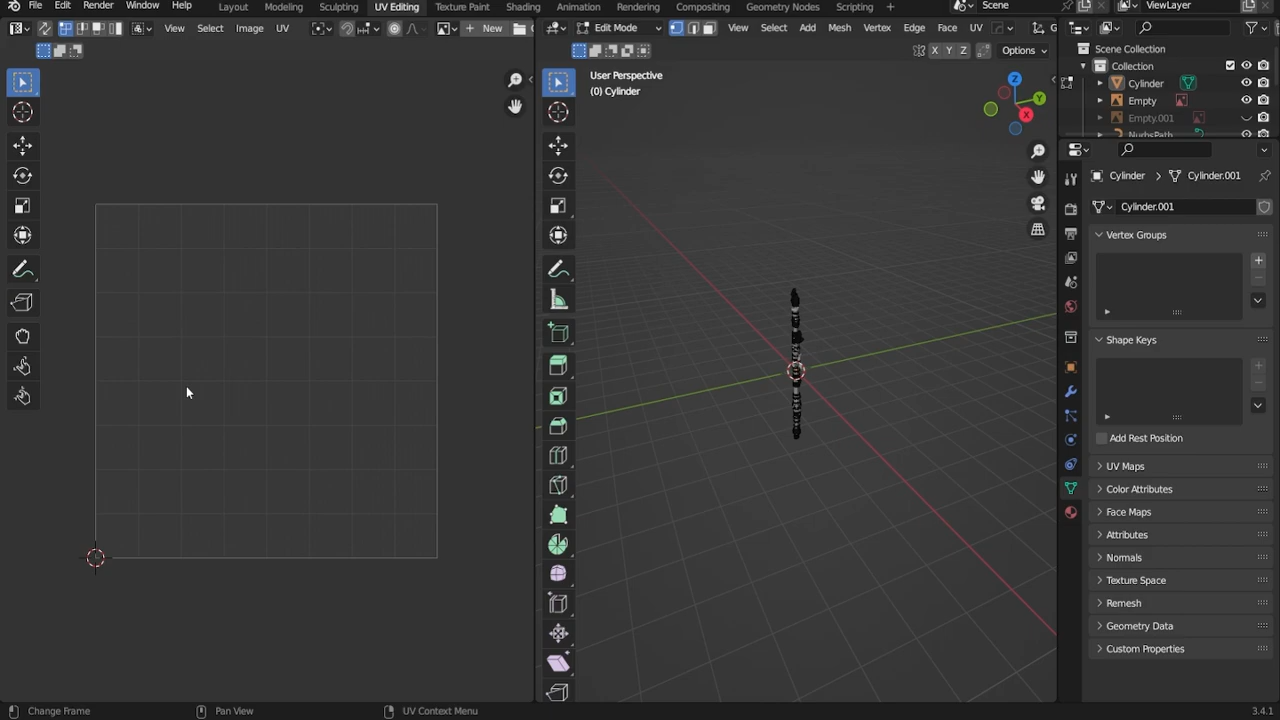 File Edit Render Window Help Layout Modeling Sculpting UV Editing Texture Paint Shading Animation Rendering Compositing Geometry Nodes Scripting + Scene ViewLayer
View Select Image UV New Edit Mode View Select Add Mesh Vertex Edge Face UV
X Y Z Options
Scene Collection
Collection
Cylinder
Empty
Empty.001
NurbsPath
User Perspective
(0) Cylinder
Z
Y
X
Cylinder > Cylinder.001
Cylinder.001
Vertex Groups
Shape Keys
Add Rest Position
UV Maps
Color Attributes
Face Maps
Attributes
Normals
Texture Space
Remesh
Geometry Data
Custom Properties
Change Frame Pan View UV Context Menu 3.4.1